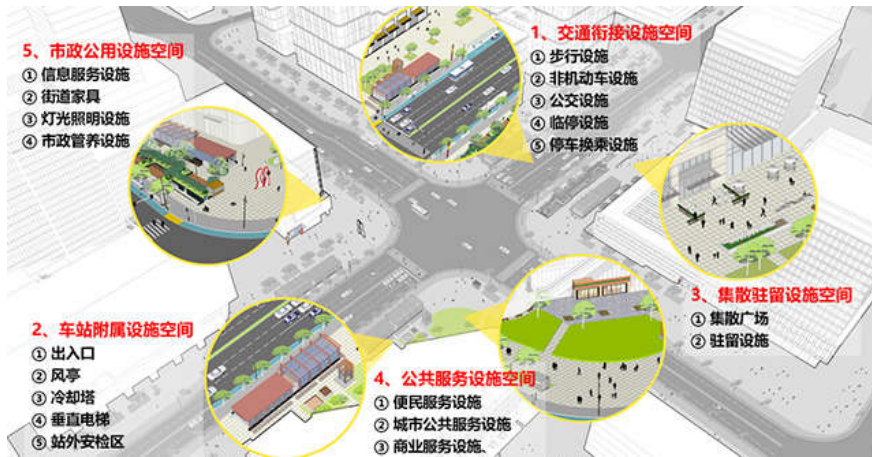 1、交通衔接设施空间
① 步行设施
② 非机动车设施
③ 公交设施
④ 临停设施
⑤ 停车换乘设施
2、车站附属设施空间
① 出入口
② 风亭
③ 冷却塔
④ 垂直电梯
⑤ 站外安检区
3、集散驻留设施空间
① 集散广场
② 驻留设施
4、公共服务设施空间
① 便民服务设施
② 城市公共服务设施
③ 商业服务设施、
5、市政公用设施空间
① 信息服务设施
② 街道家具
③ 灯光照明设施
④ 市政管养设施